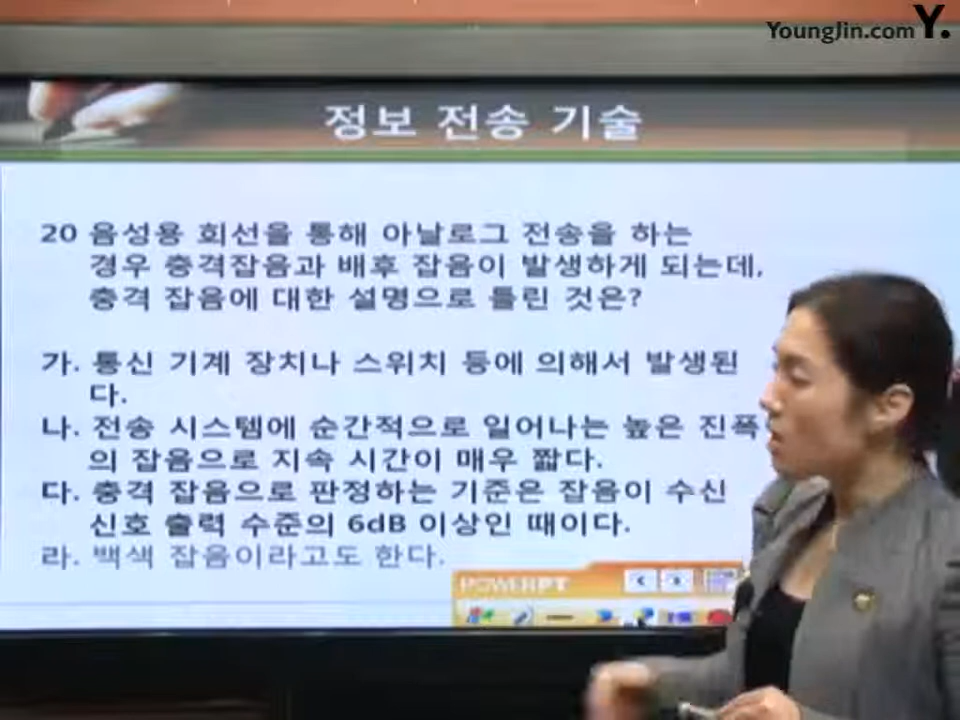 YoungJin.com Y.
정보 전송 기술
20 음성용 회선을 통해 아날로그 전송을 하는
경우 충격잡음과 배후 잡음이 발생하게 되는데,
충격 잡음에 대한 설명으로 틀린 것은?
가. 통신 기계 장치나 스위치 등에 의해서 발생된
다.
나. 전송 시스템에 순간적으로 일어나는 높은 진폭
의 잡음으로 지속 시간이 매우 짧다.
다. 충격 잡음으로 판정하는 기준은 잡음이 수신
신호 출력 수준의 6dB 이상인 때이다.
라. 백색 잡음이라고도 한다.
POWERPT